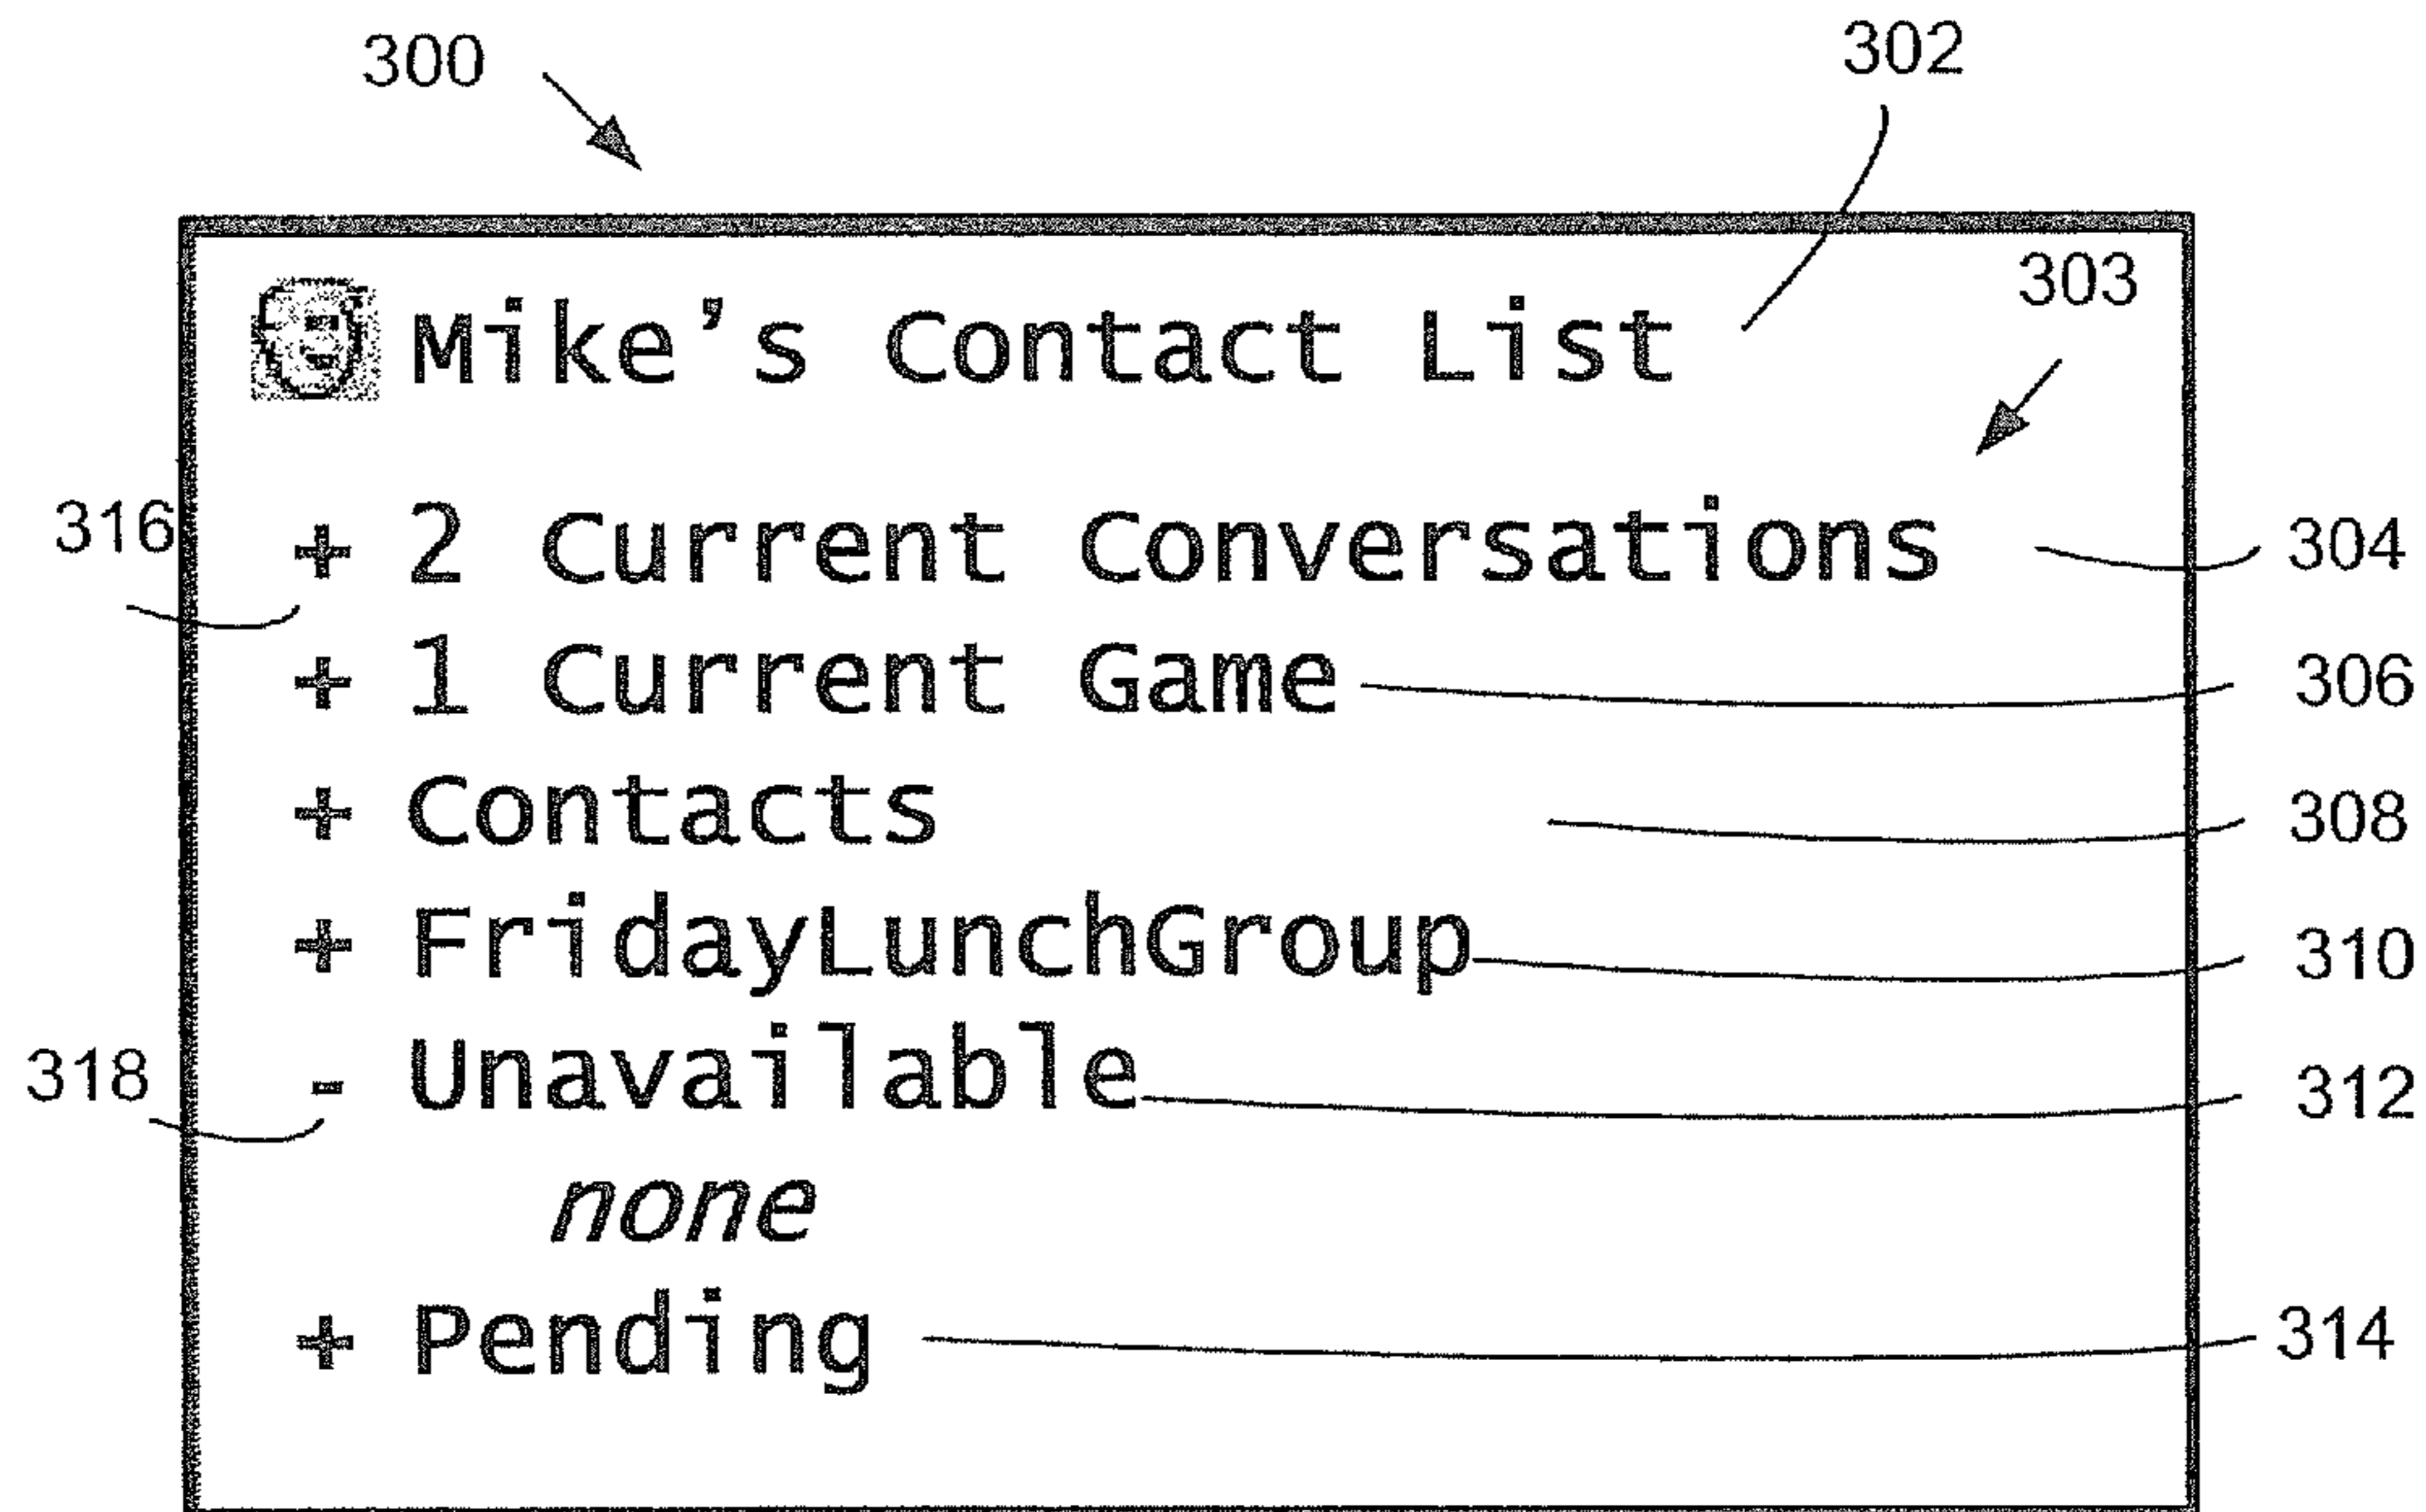 300
302
303
Mike's Contact List
316
+ 2 Current Conversations
304
+ 1 Current Game
306
+ Contacts
308
+ FridayLunchGroup
310
318
- Unavailable
312
none
+ Pending
314